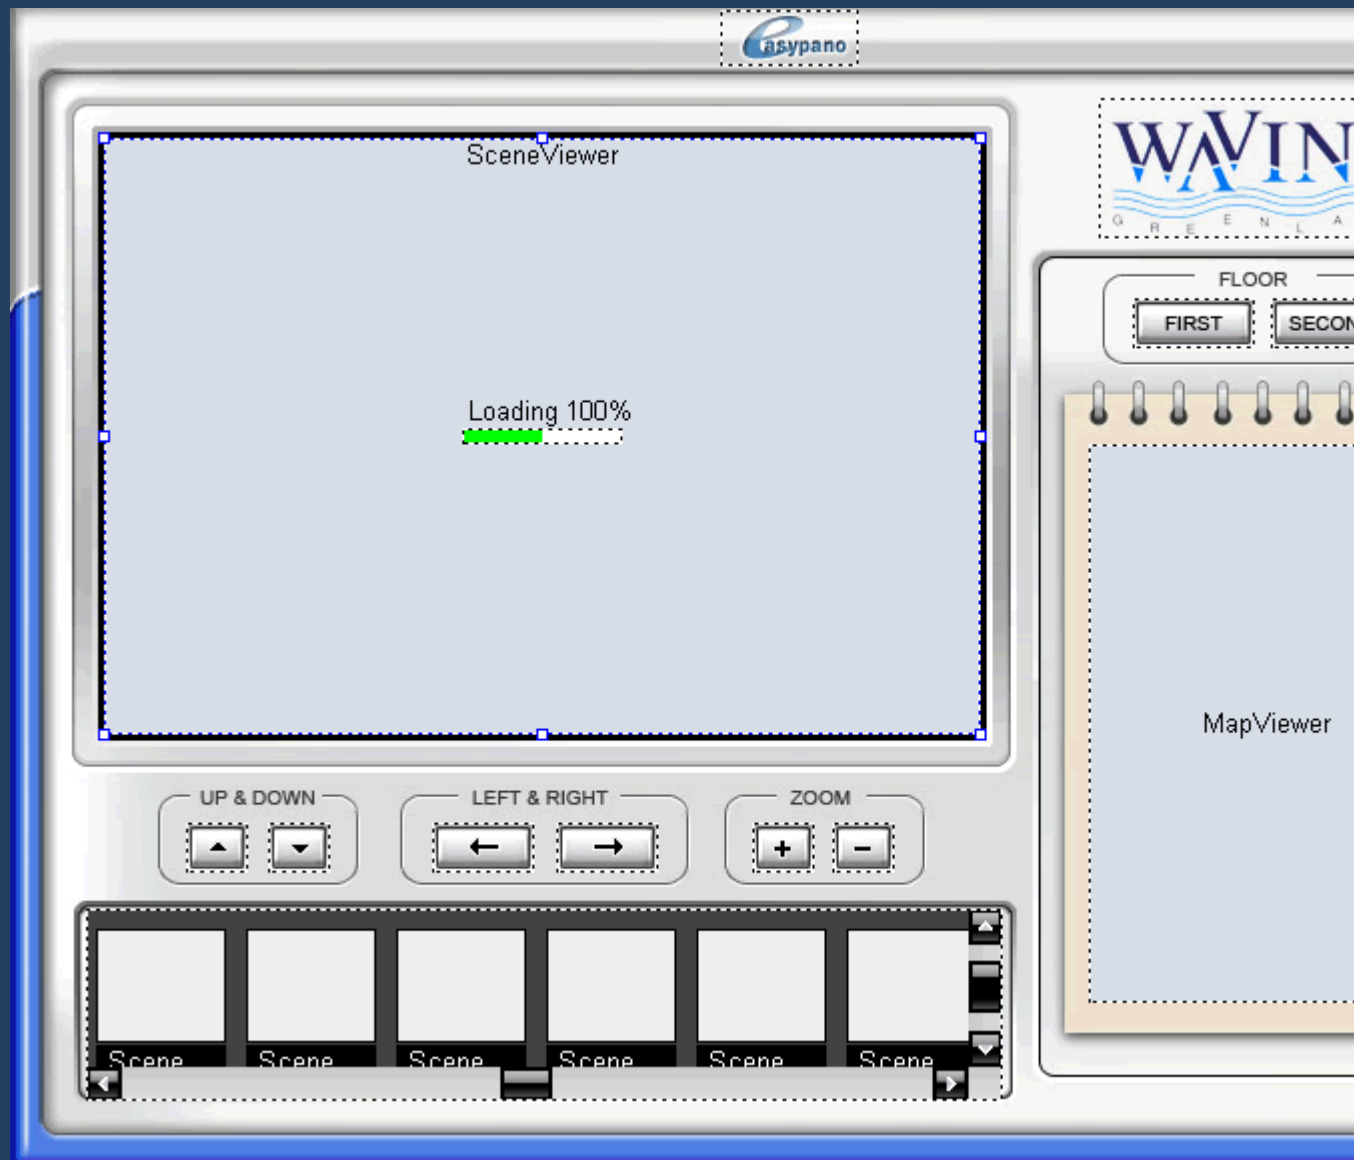 easypano
WAVIN
GREENLA
SceneViewer
FLOOR
FIRST
SECON
Loading 100%
MapViewer
UP & DOWN
LEFT & RIGHT
ZOOM
Scene
Scene
Scene
Scene
Scene
Scene